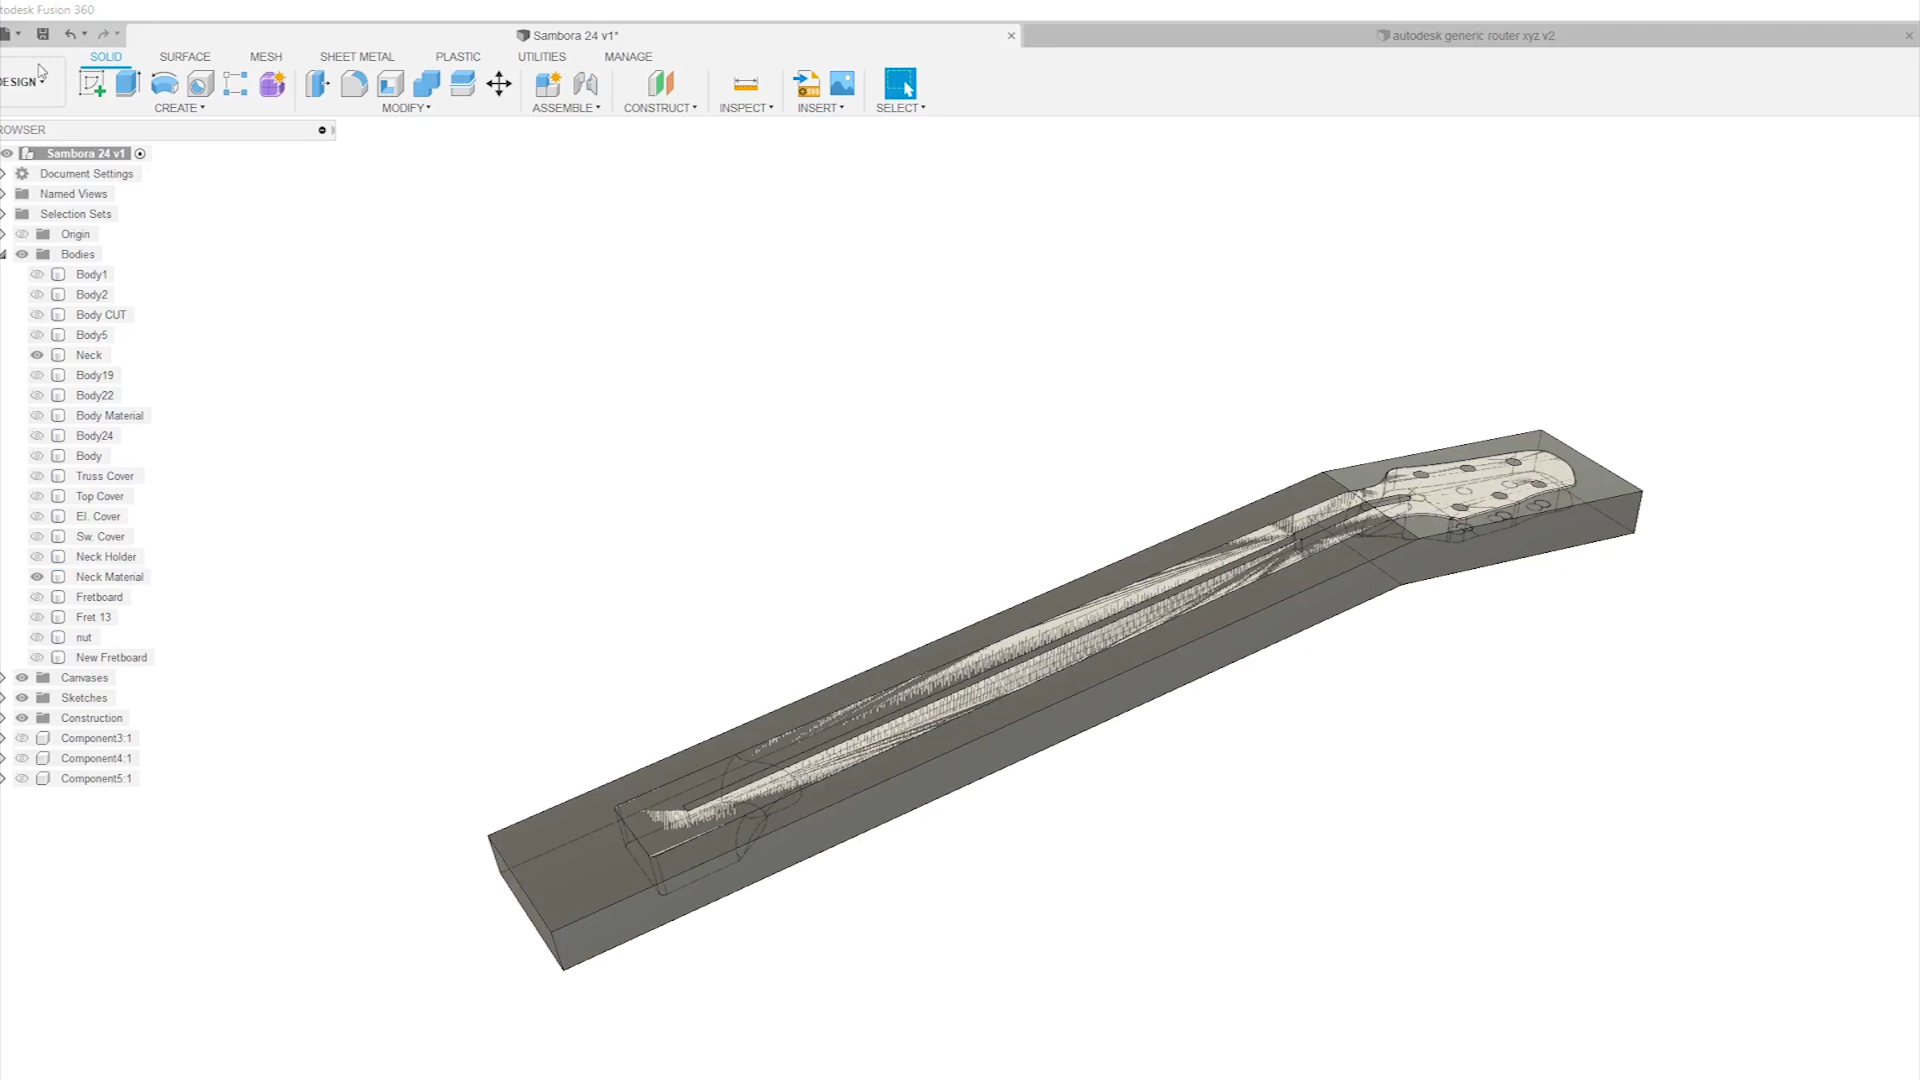 todesk Fusion 360
Sambora 24 v1*
autodesk generic router xyz v2
SOLID
SURFACE
MESH
SHEET METAL
PLASTIC
UTILITIES
MANAGE
DESIGN
CREATE
MODIFY
ASSEMBLE
CONSTRUCT
INSPECT
INSERT
SELECT
ROWSER
Sambora 24 v1
Document Settings
Named Views
Selection Sets
Origin
Bodies
Body1
Body2
Body CUT
Body5
Neck
Body19
Body22
Body Material
Body24
Body
Truss Cover
Top Cover
El. Cover
Sw. Cover
Neck Holder
Neck Material
Fretboard
Fret 13
nut
New Fretboard
Canvases
Sketches
Construction
Component3:1
Component4:1
Component5:1